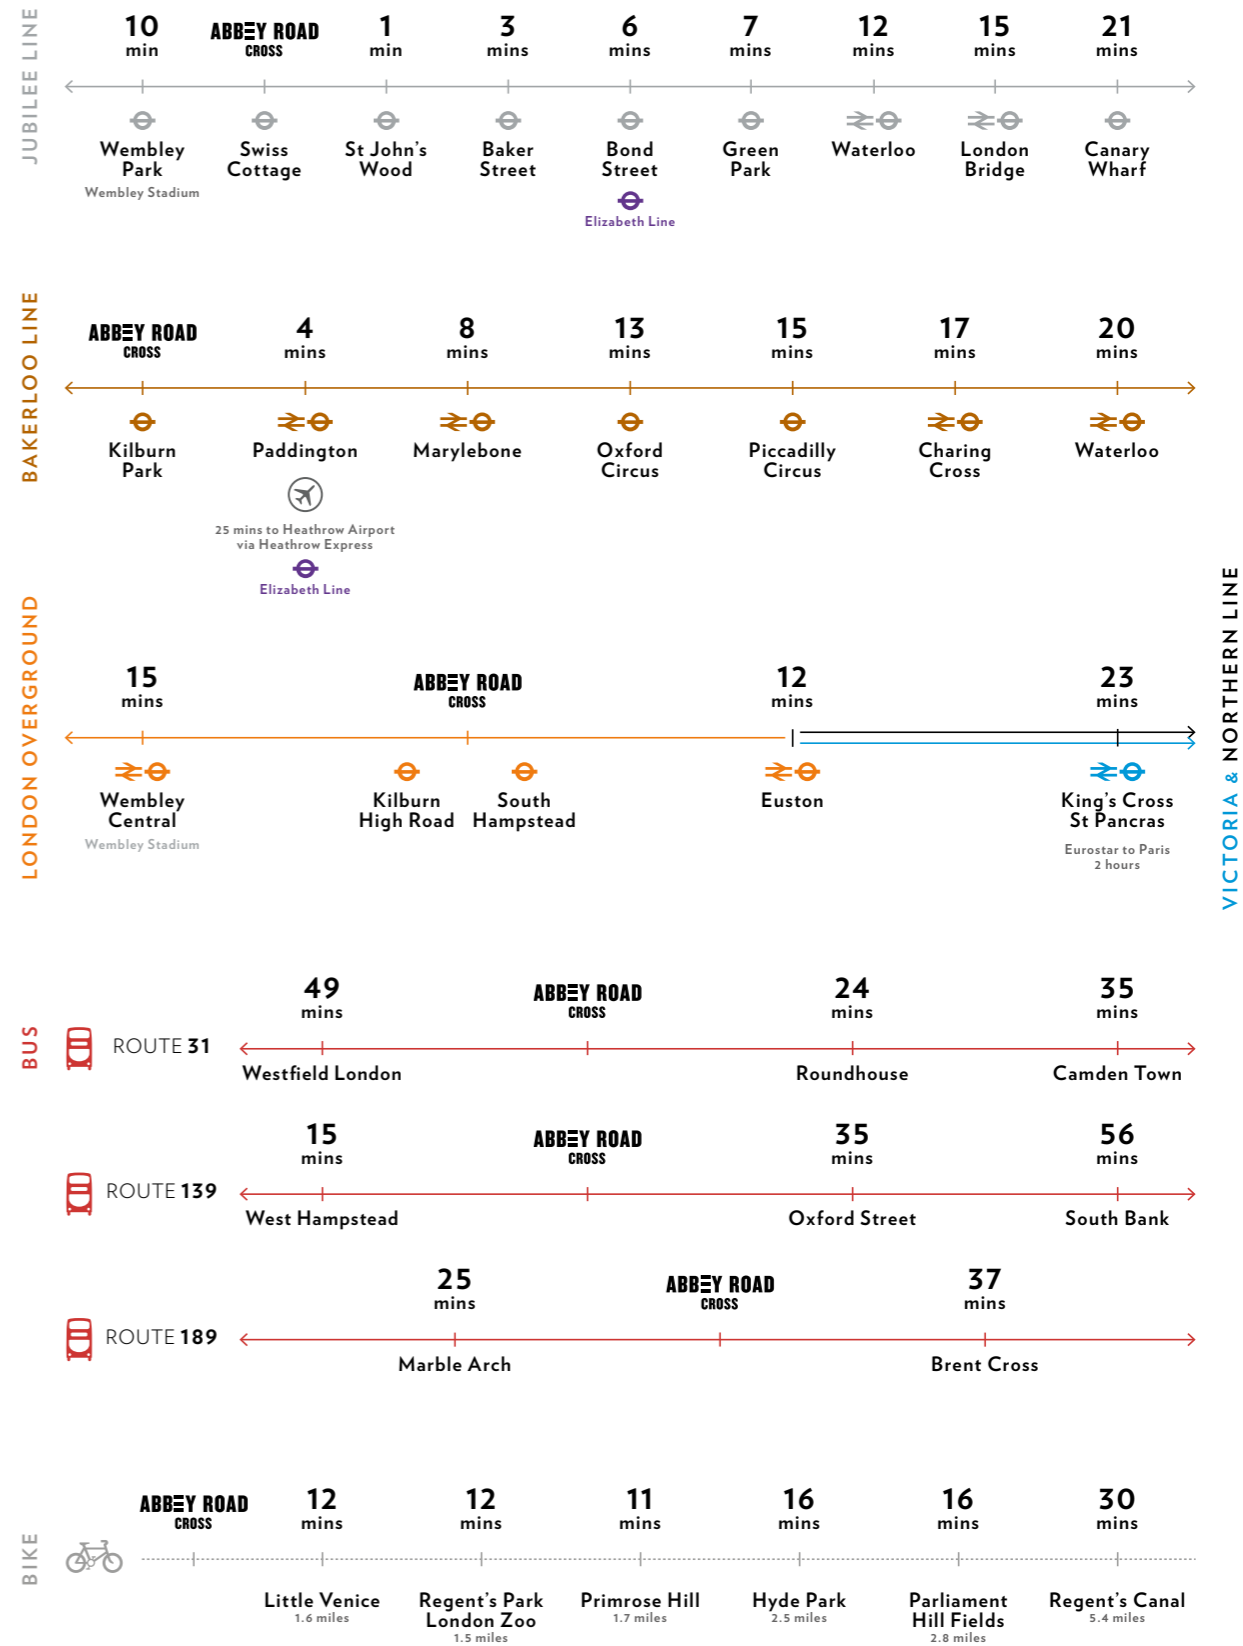 JUBILEE LINE
10
min
ABBEY ROAD
CROSS
1
min
3
mins
6
mins
7
mins
12
mins
15
mins
21
mins
Wembley
Park
Wembley Stadium
Swiss
Cottage
St John's
Wood
Baker
Street
Bond
Street
Elizabeth Line
Green
Park
Waterloo
London
Bridge
Canary
Wharf
BAKERLOO LINE
ABBEY ROAD
CROSS
4
mins
8
mins
13
mins
15
mins
17
mins
20
mins
Kilburn
Park
Paddington
25 mins to Heathrow Airport
via Heathrow Express
Elizabeth Line
Marylebone
Oxford
Circus
Piccadilly
Circus
Charing
Cross
Waterloo
LONDON OVERGROUND
15
mins
ABBEY ROAD
CROSS
12
mins
23
mins
VICTORIA & NORTHERN LINE
Wembley
Central
Wembley Stadium
Kilburn
High Road
South
Hampstead
Euston
King's Cross
St Pancras
Eurostar to Paris
2 hours
BUS
ROUTE 31
49
mins
ABBEY ROAD
CROSS
24
mins
35
mins
Westfield London
Roundhouse
Camden Town
ROUTE 139
15
mins
ABBEY ROAD
CROSS
35
mins
56
mins
West Hampstead
Oxford Street
South Bank
ROUTE 189
25
mins
ABBEY ROAD
CROSS
37
mins
Marble Arch
Brent Cross
BIKE
ABBEY ROAD
CROSS
12
mins
12
mins
11
mins
16
mins
16
mins
30
mins
Little Venice
1.6 miles
Regent's Park
London Zoo
1.5 miles
Primrose Hill
1.7 miles
Hyde Park
2.5 miles
Parliament
Hill Fields
2.8 miles
Regent's Canal
5.4 miles